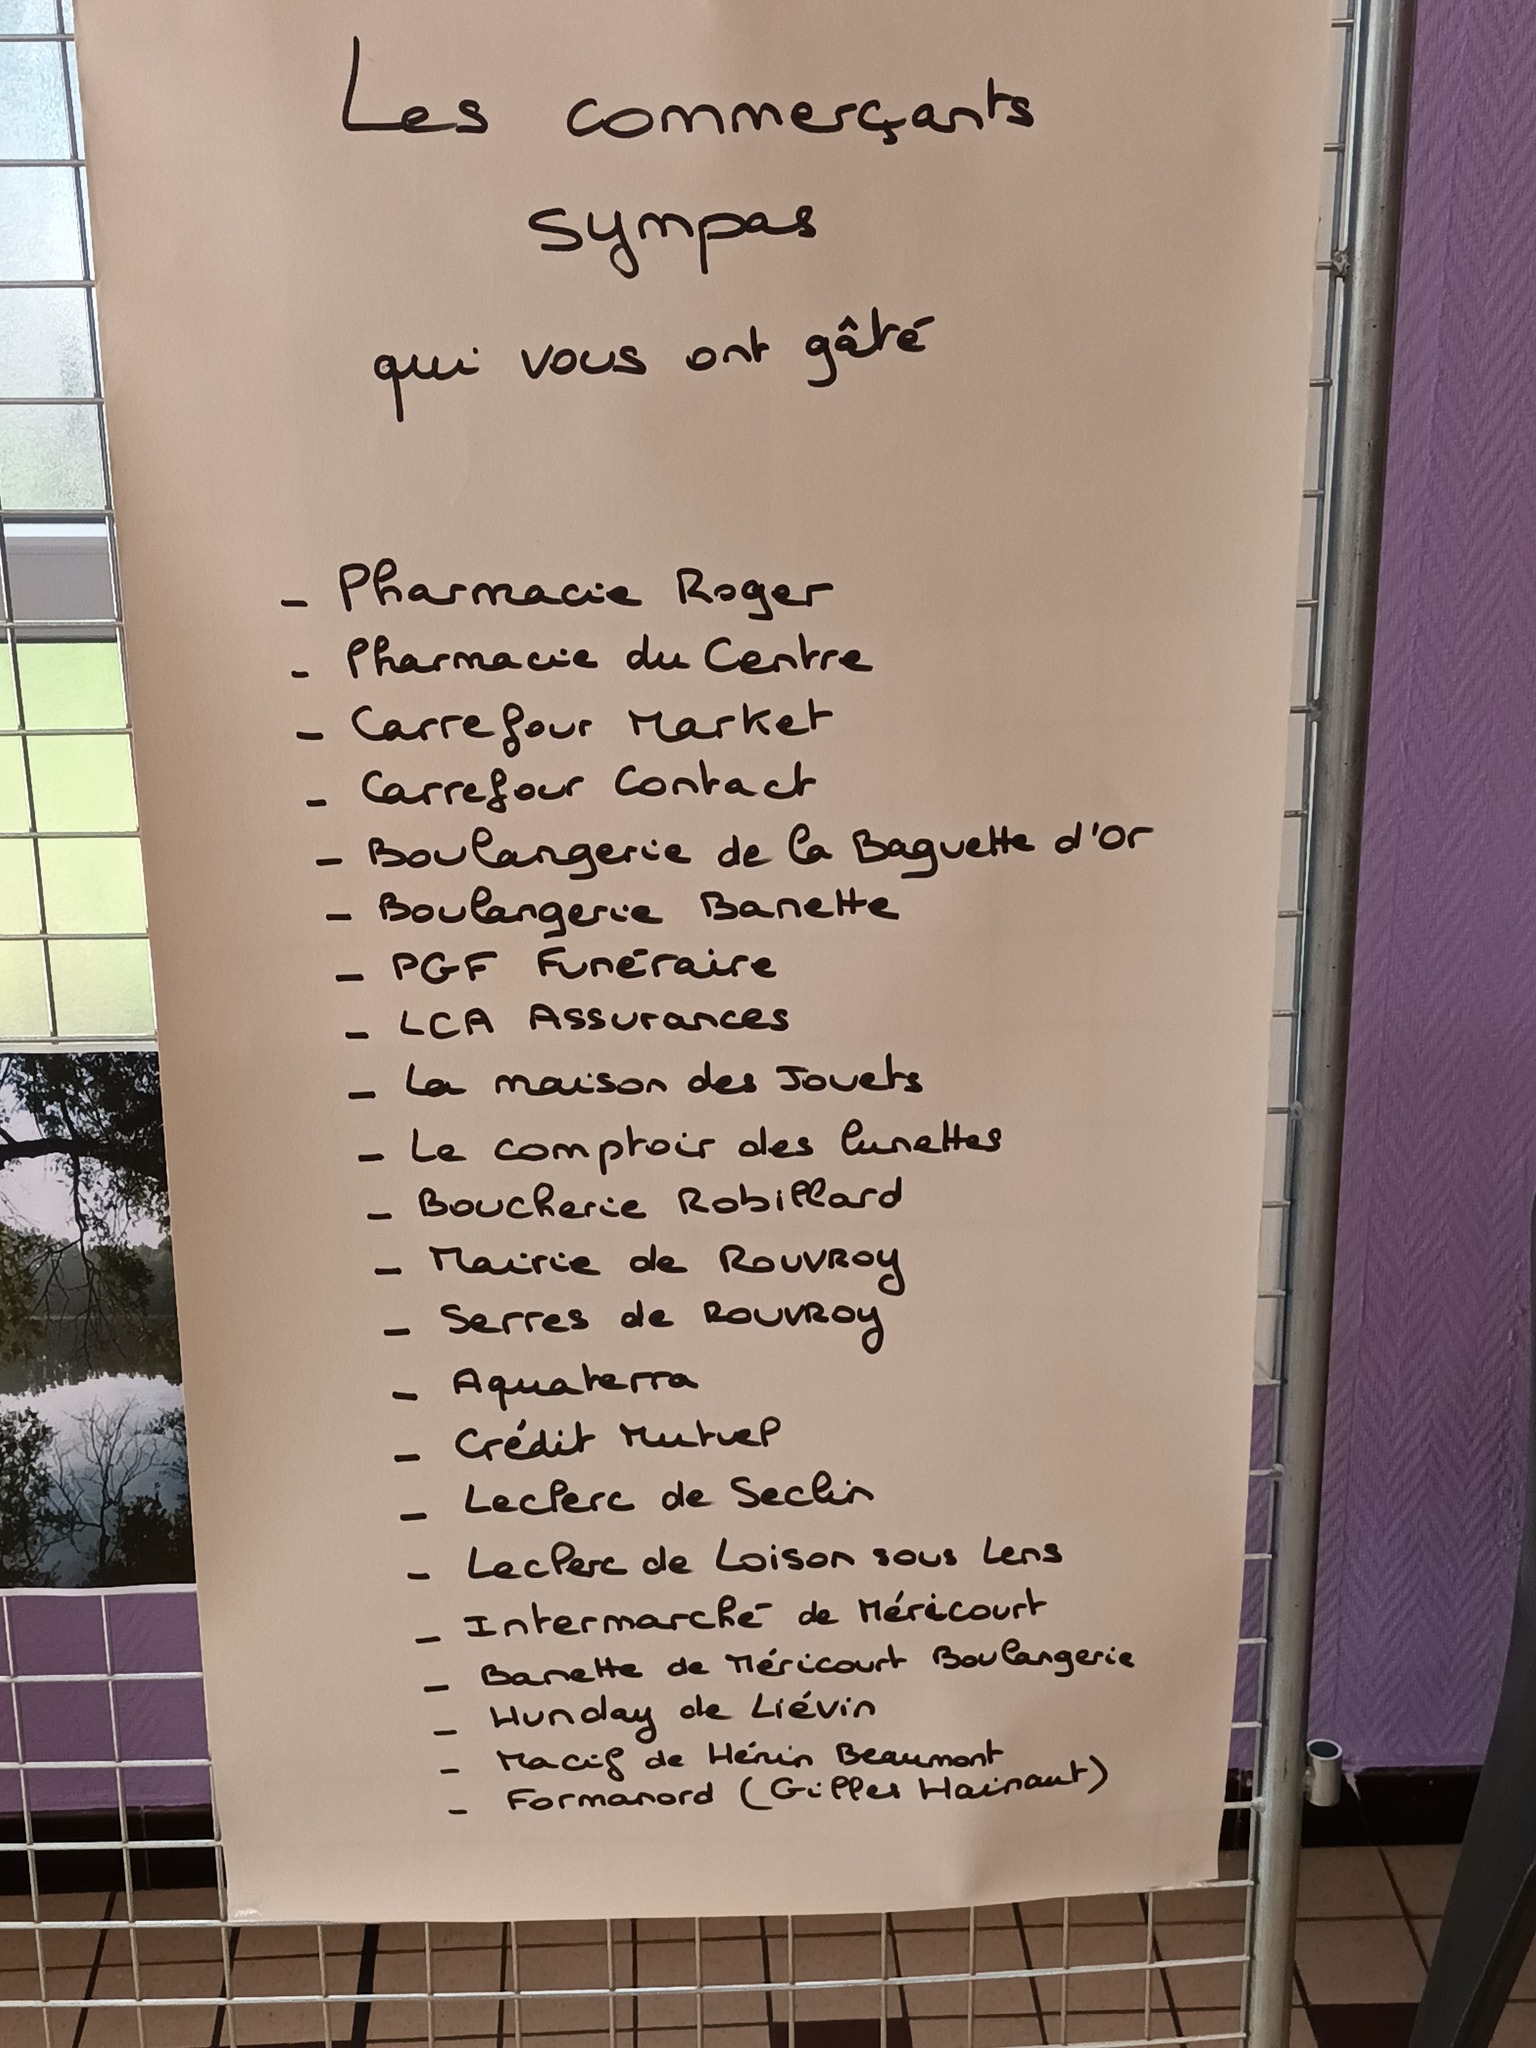 Les commerçants
sympas
qui vous ont gâté
- Pharmacie Roger
- Pharmacie du Centre
- Carrefour Market
- Carrefour Contact
- Boulangerie de la Baguette d'Or
- Boulangerie Banette
- PGF Funéraire
- LCA Assurances
- La maison des Jouets
- Le comptoir des lunettes
- Boucherie Robillard
- Mairie de ROUVROY
- Serres de ROUVROY
- Aquaterra
- Crédit Mutuel
- Leclerc de Seclin
- Leclerc de Loison sous Lens
- Intermarché de Méricourt
- Banette de Méricourt Boulangerie
- Hunday de Liévin
- Macif de Hénin Beaumont
- Formanord (Gilles Hainaut)